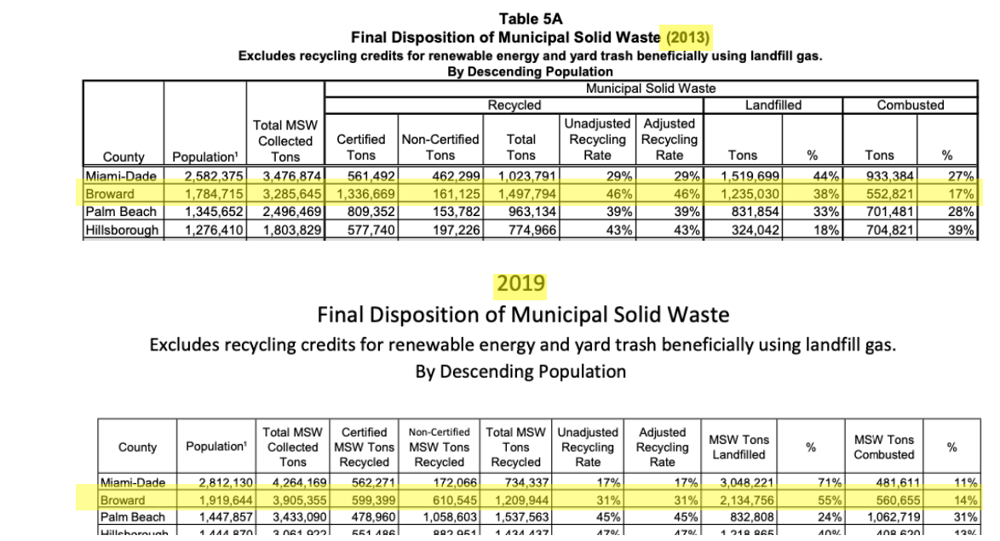 Table 5A
Final Disposition of Municipal Solid Waste (2013)
Excludes recycling credits for renewable energy and yard trash beneficially using landfill gas.
By Descending Population
Municipal Solid Waste
Recycled Landfilled Combusted
County Population¹ Total MSW Collected Tons Certified Tons Non-Certified Tons Total Tons Unadjusted Recycling Rate Adjusted Recycling Rate Tons % Tons %
Miami-Dade 2,582,375 3,476,874 561,492 462,299 1,023,791 29% 29% 1,519,699 44% 933,384 27%
Broward 1,784,715 3,285,645 1,336,669 161,125 1,497,794 46% 46% 1,235,030 38% 552,821 17%
Palm Beach 1,345,652 2,496,469 809,352 153,782 963,134 39% 39% 831,854 33% 701,481 28%
Hillsborough 1,276,410 1,803,829 577,740 197,226 774,966 43% 43% 324,042 18% 704,821 39%
2019
Final Disposition of Municipal Solid Waste
Excludes recycling credits for renewable energy and yard trash beneficially using landfill gas.
By Descending Population
County Population¹ Total MSW Collected Tons Certified MSW Tons Recycled Non-Certified MSW Tons Recycled Total MSW Tons Recycled Unadjusted Recycling Rate Adjusted Recycling Rate MSW Tons Landfilled % MSW Tons Combusted %
Miami-Dade 2,812,130 4,264,169 562,271 172,066 734,337 17% 17% 3,048,221 71% 481,611 11%
Broward 1,919,644 3,905,355 599,399 610,545 1,209,944 31% 31% 2,134,756 55% 560,655 14%
Palm Beach 1,447,857 3,433,090 478,960 1,058,603 1,537,563 45% 45% 832,808 24% 1,062,719 31%
Hillsborough 1,444,870 3,061,922 551,486 882,951 1,434,437 47% 47% 1,218,865 40% 408,620 13%